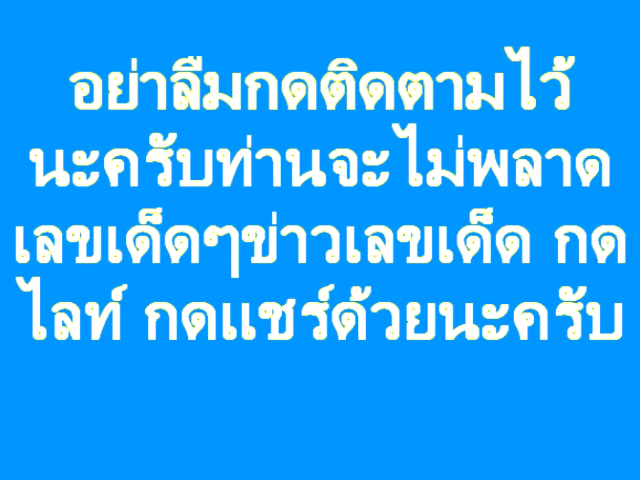 อย่าลืมกดติดตามไว้
นะครับท่านจะไม่พลาด
เลขเด็ดๆข่าวเลขเด็ด กด
ไลท์ กดแชร์ด้วยนะครับ